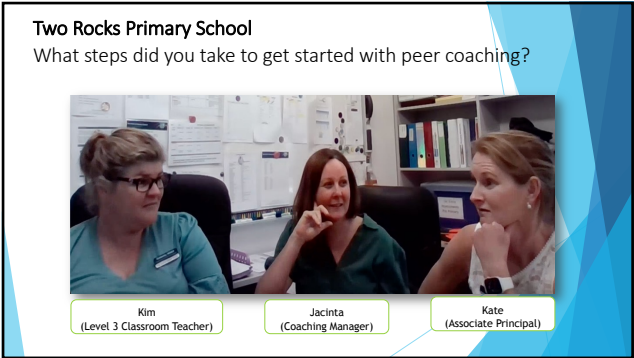 Two Rocks Primary School
What steps did you take to get started with peer coaching?
Kim
(Level 3 Classroom Teacher)
Jacinta
(Coaching Manager)
Kate
(Associate Principal)